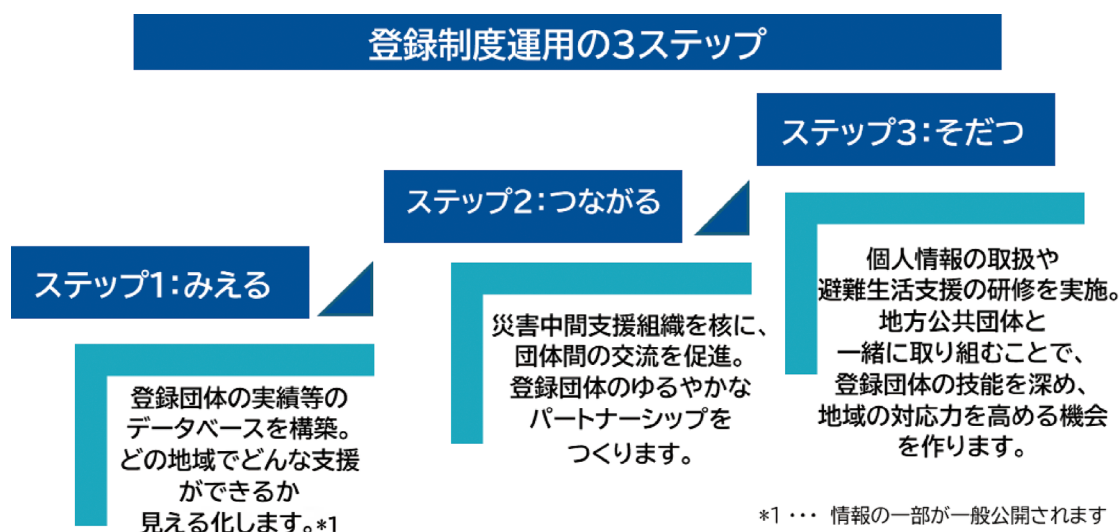 登録制度運用の3ステップ
ステップ1:みえる
登録団体の実績等の
データベースを構築。
どの地域でどんな支援
ができるか
見える化します。*1
ステップ2:つながる
災害中間支援組織を核に、
団体間の交流を促進。
登録団体のゆるやかな
パートナーシップを
つくります。
ステップ3:そだつ
個人情報の取扱や
避難生活支援の研修を実施。
地方公共団体と
一緒に取り組むことで、
登録団体の技能を深め、
地域の対応力を高める機会
を作ります。
*1 ・・・ 情報の一部が一般公開されます